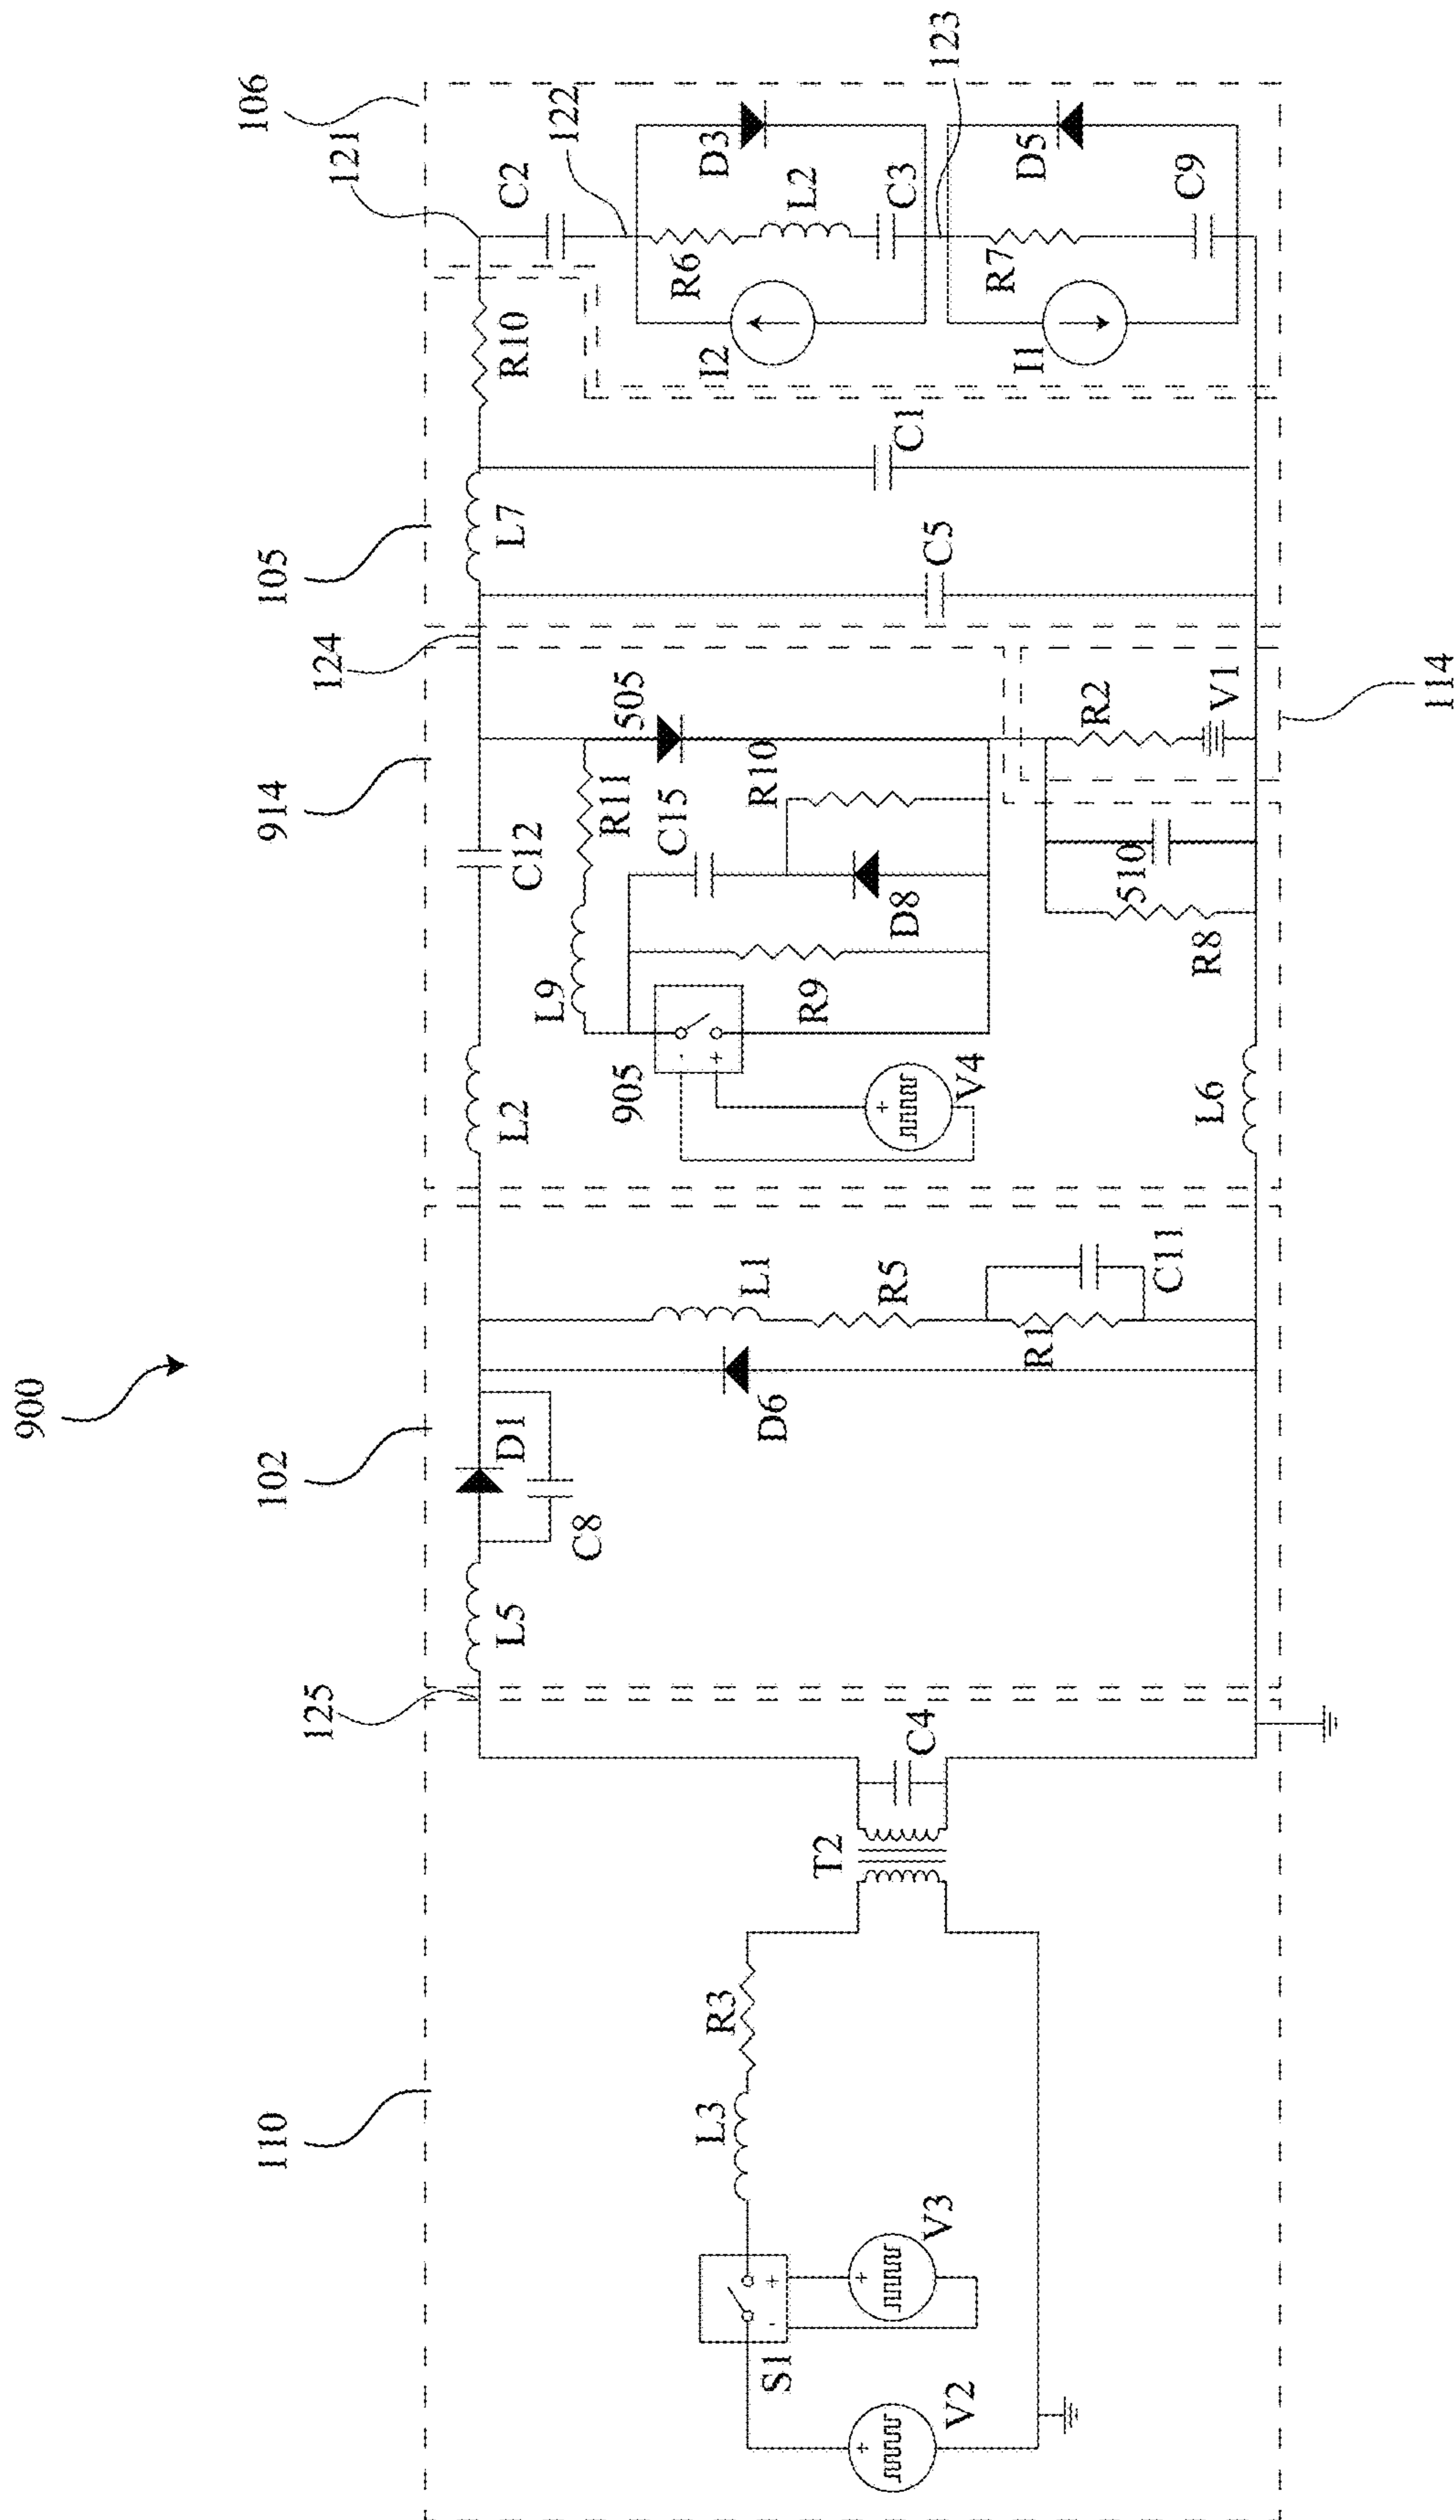 900
110
125
102
914
124
105
121
106
122
123
114
V2
S1
V3
L3
R3
T2
C4
L5
C8
D1
D6
L1
R5
R1
C11
L2
C12
L9
R11
505
905
V4
R9
C15
D8
R10
R8
510
R2
V1
L6
L7
C5
C1
R10
C2
I2
R6
L2
C3
D3
I1
R7
C9
D5
+
- +
+
- +
+